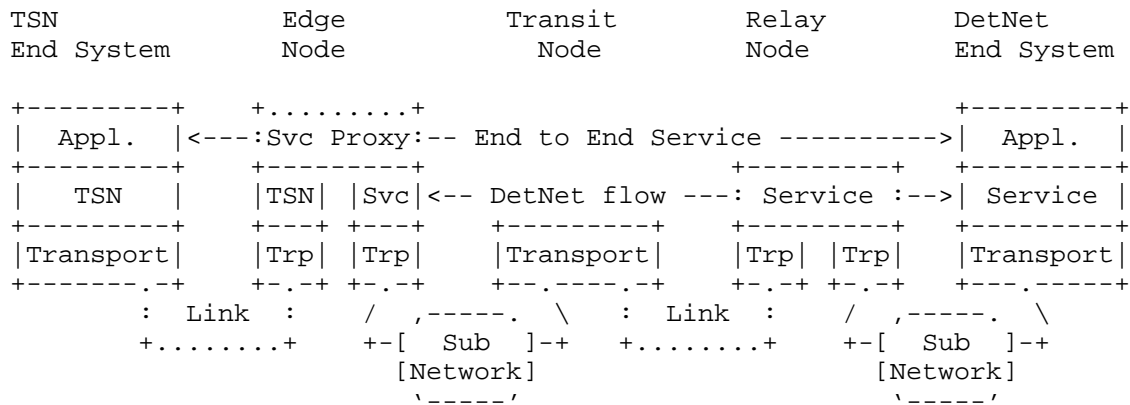 TSN Edge Transit Relay DetNet
End System Node Node Node End System
Appl. Svc Proxy End to End Service Appl.
TSN TSN Svc DetNet flow Service Service
Transport Trp Trp Transport Trp Trp Transport
Link Link
Sub Sub
Network Network